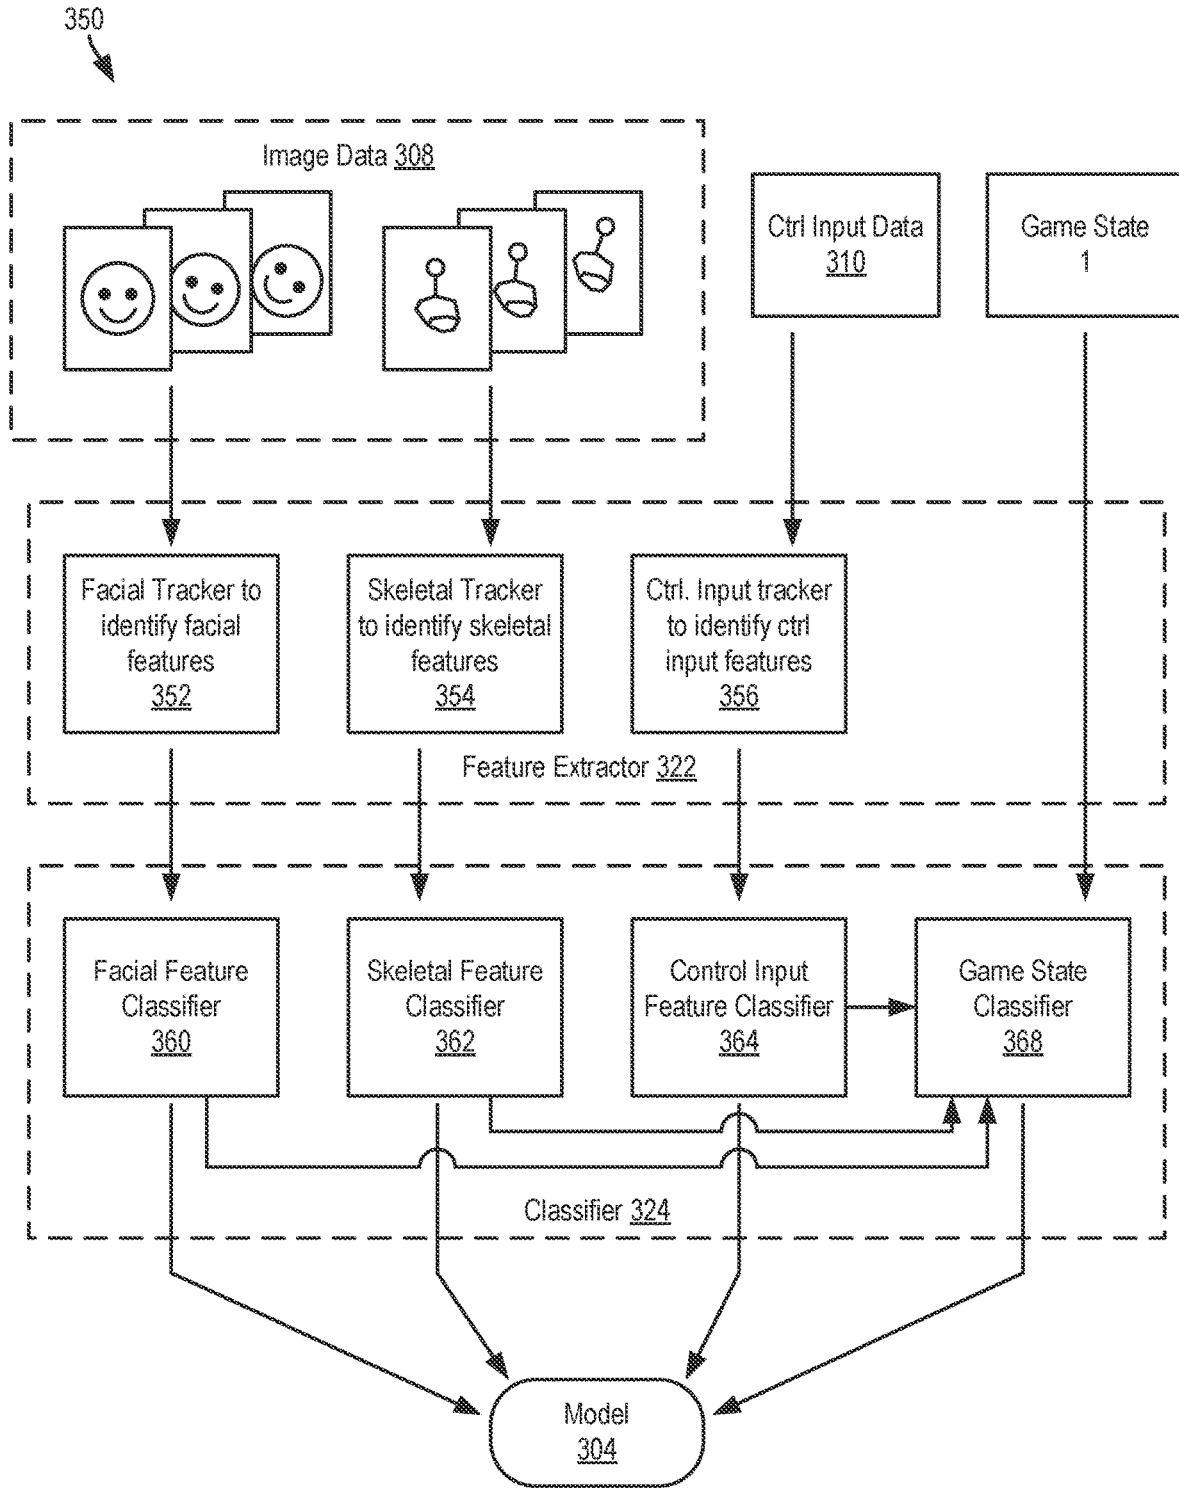 350
Image Data 308
Ctrl Input Data
310
Game State
1
Facial Tracker to
identify facial
features
352
Skeletal Tracker
to identify skeletal
features
354
Ctrl. Input tracker
to identify ctrl
input features
356
Feature Extractor 322
Facial Feature
Classifier
360
Skeletal Feature
Classifier
362
Control Input
Feature Classifier
364
Game State
Classifier
368
Classifier 324
Model
304